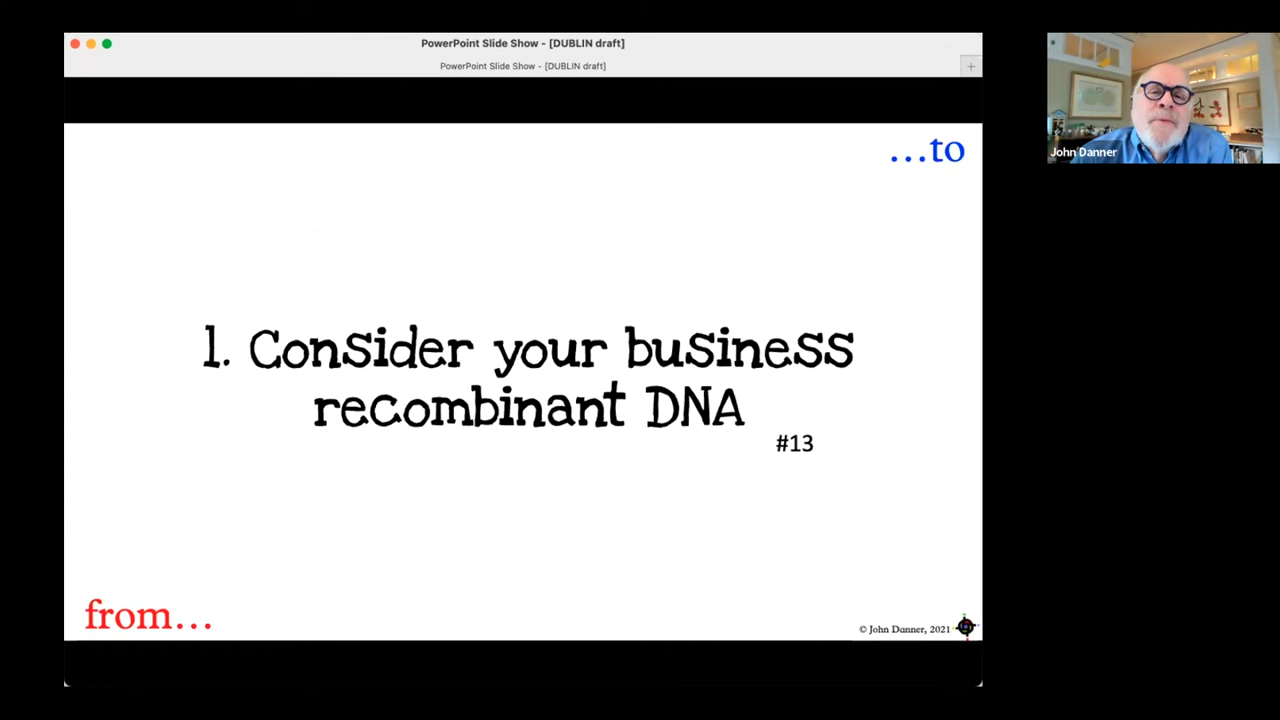 PowerPoint Slide Show - [DUBLIN draft]
PowerPoint Slide Show - [DUBLIN draft]
...to
1. Consider your business
recombinant DNA
#13
from...
© John Danner, 2021
John Danner